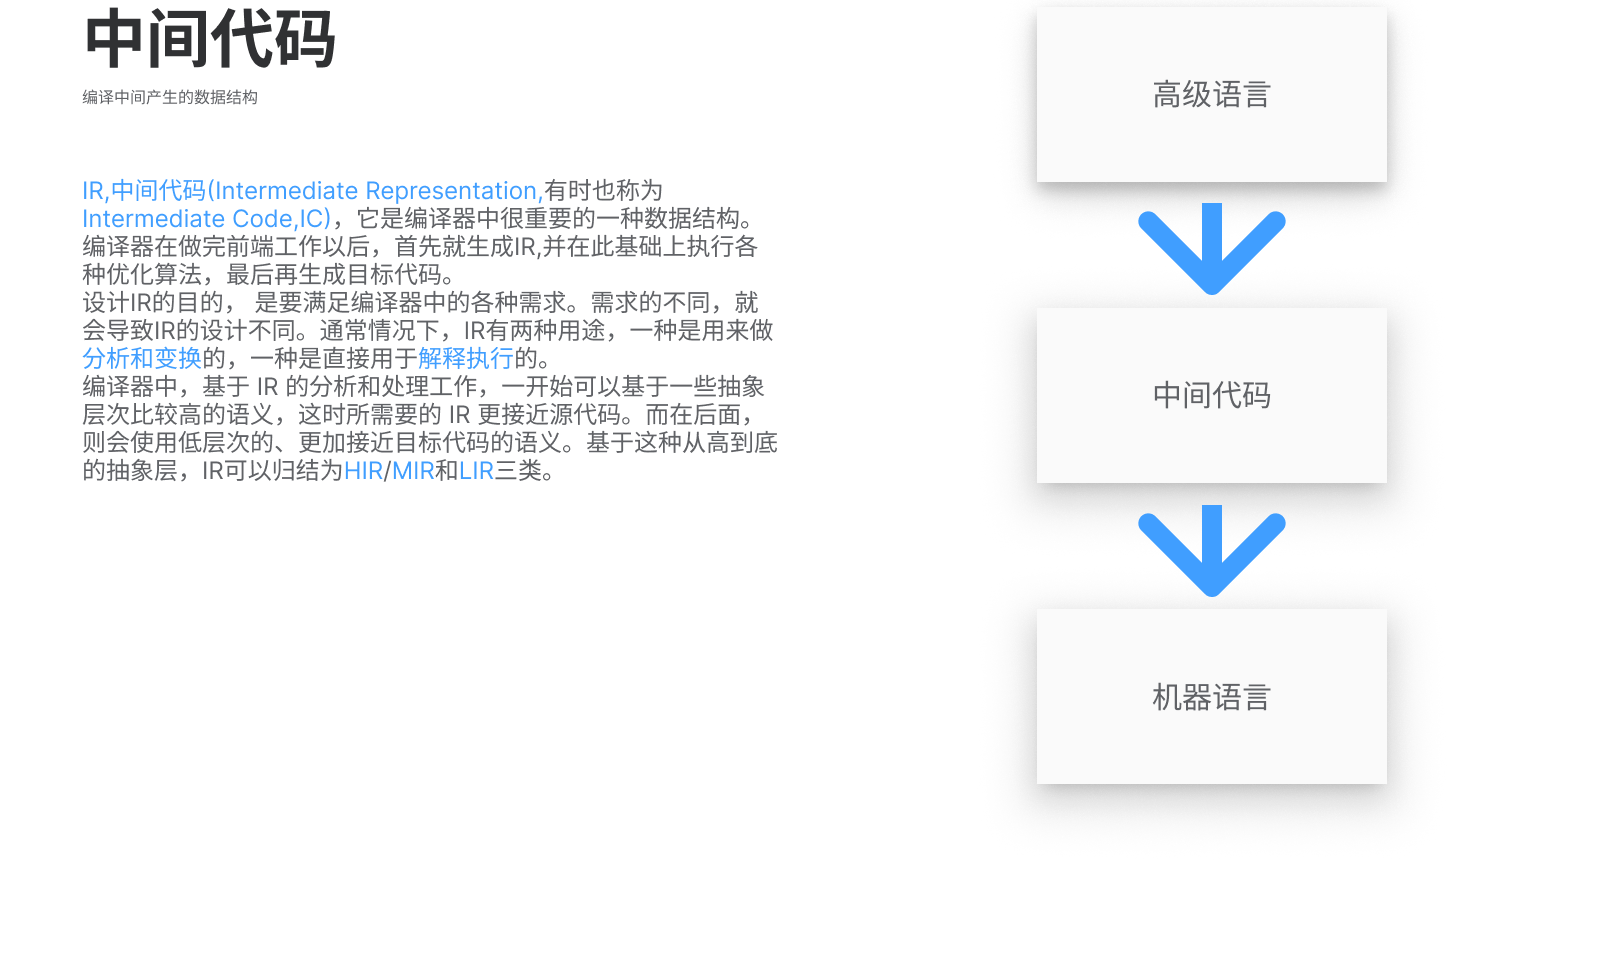 中间代码
编译中间产生的数据结构
IR,中间代码(Intermediate Representation,有时也称为
Intermediate Code,IC)，它是编译器中很重要的一种数据结构。
编译器在做完前端工作以后，首先就生成IR,并在此基础上执行各
种优化算法，最后再生成目标代码。
设计IR的目的， 是要满足编译器中的各种需求。需求的不同，就
会导致IR的设计不同。通常情况下，IR有两种用途，一种是用来做
分析和变换的，一种是直接用于解释执行的。
编译器中，基于 IR 的分析和处理工作，一开始可以基于一些抽象
层次比较高的语义，这时所需要的 IR 更接近源代码。而在后面，
则会使用低层次的、更加接近目标代码的语义。基于这种从高到底
的抽象层，IR可以归结为HIR/MIR和LIR三类。
高级语言
中间代码
机器语言